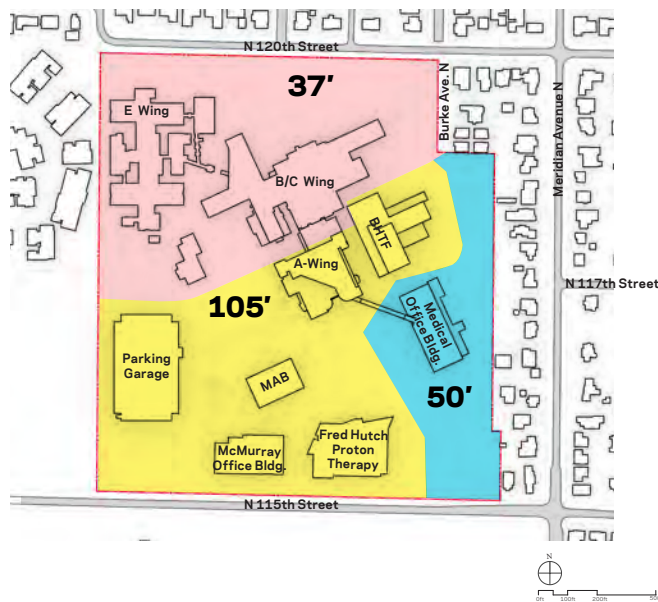 N 120th Street
37'
Burke Ave. N
E Wing
Meridian Avenue N
B/C Wing
BHTF
A-Wing
N 117th Street
105'
Medical
Office Bldg.
Parking
Garage
MAB
50'
McMurray
Office Bldg.
Fred Hutch
Proton
Therapy
N 115th Street
N
0ft
100ft
200ft